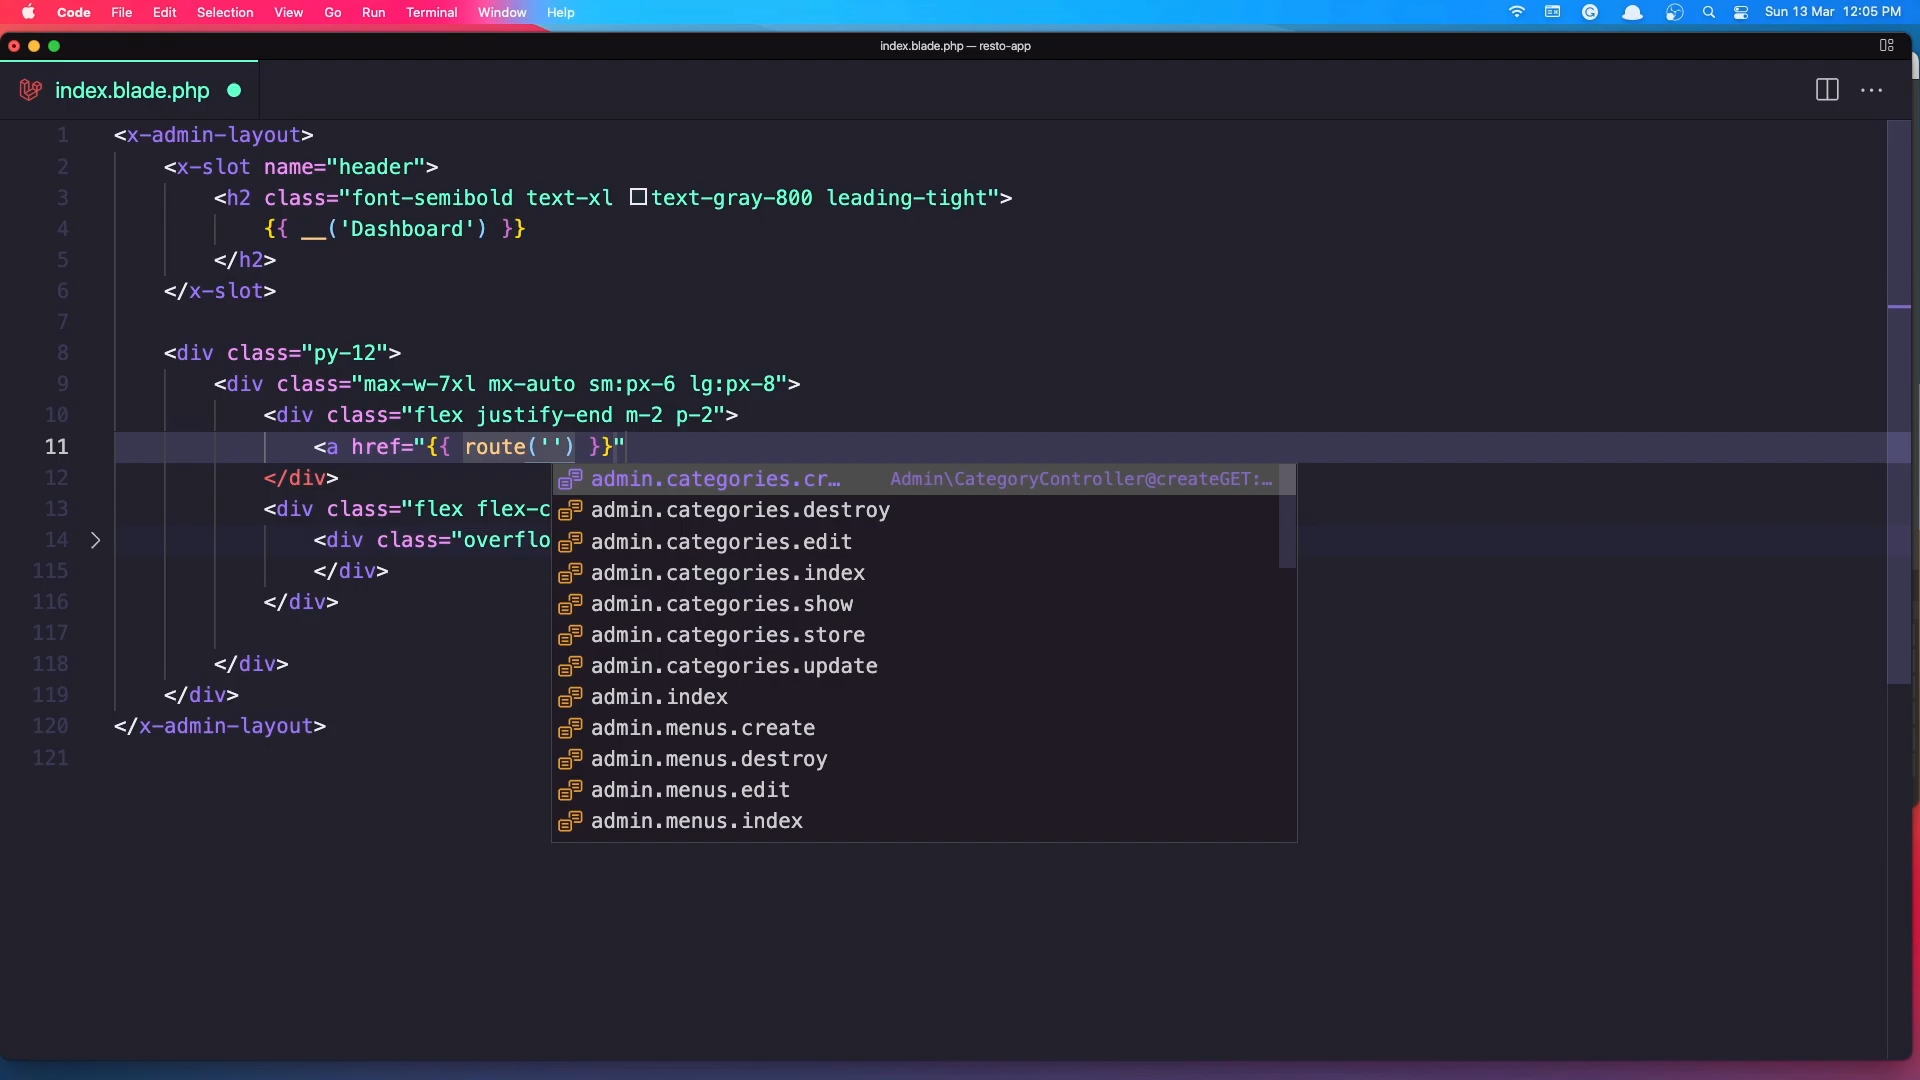 Code File Edit Selection View Go Run Terminal Window Help Sun 13 Mar 12:05 PM
index.blade.php — resto-app
index.blade.php
1 <x-admin-layout>
2 <x-slot name="header">
3 <h2 class="font-semibold text-xl text-gray-800 leading-tight">
4 {{ __('Dashboard') }}
5 </h2>
6 </x-slot>
7
8 <div class="py-12">
9 <div class="max-w-7xl mx-auto sm:px-6 lg:px-8">
10 <div class="flex justify-end m-2 p-2">
11 <a href="{{ route('') }}"
12 </div>
13 <div class="flex flex-c
14 <div class="overflo
115 </div>
116 </div>
117
118 </div>
119 </div>
120 </x-admin-layout>
121
admin.categories.cr… Admin\CategoryController@createGET:…
admin.categories.destroy
admin.categories.edit
admin.categories.index
admin.categories.show
admin.categories.store
admin.categories.update
admin.index
admin.menus.create
admin.menus.destroy
admin.menus.edit
admin.menus.index